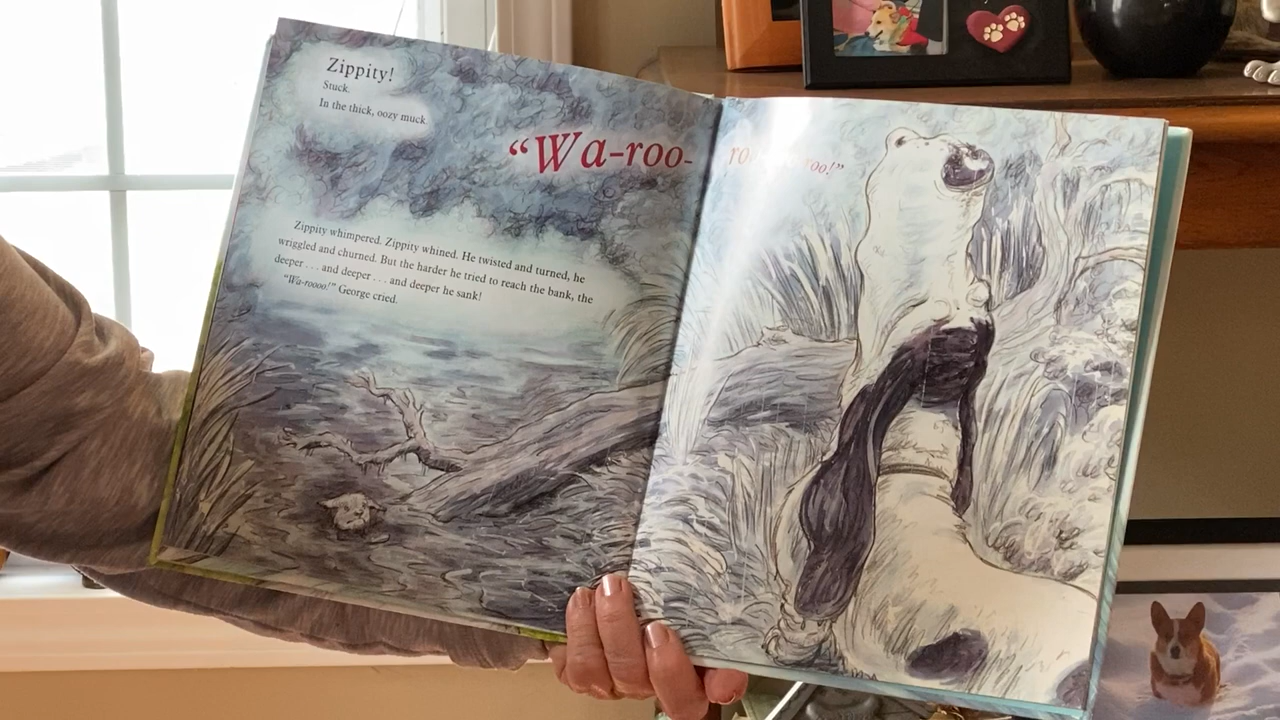 Zippity!
Stuck.
In the thick, oozy muck.
“Wa-roo- roo!”
Zippity whimpered. Zippity whined. He twisted and turned, he
wriggled and churned. But the harder he tried to reach the bank, the
deeper . . . and deeper . . . and deeper he sank!
“Wa-roooo!” George cried.